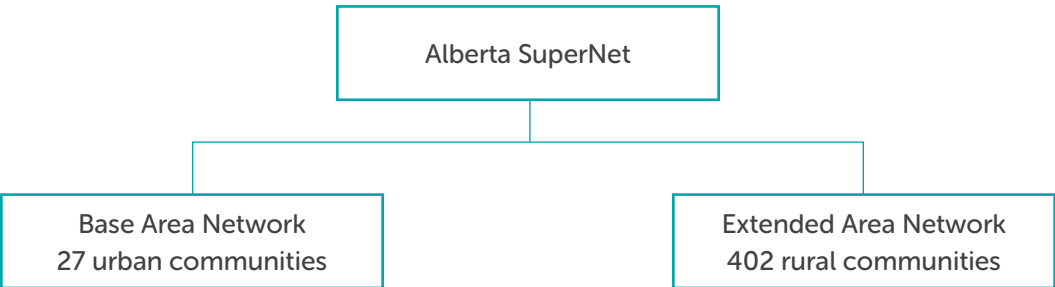 Alberta SuperNet
Base Area Network
27 urban communities
Extended Area Network
402 rural communities